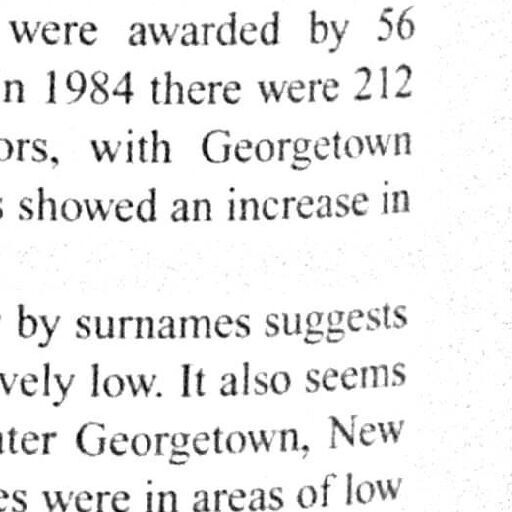 were awarded by 56
n 1984 there were 212
ors, with Georgetown
s showed an increase in
by surnames suggests
vely low. It also seems
ater Georgetown, New
es were in areas of low